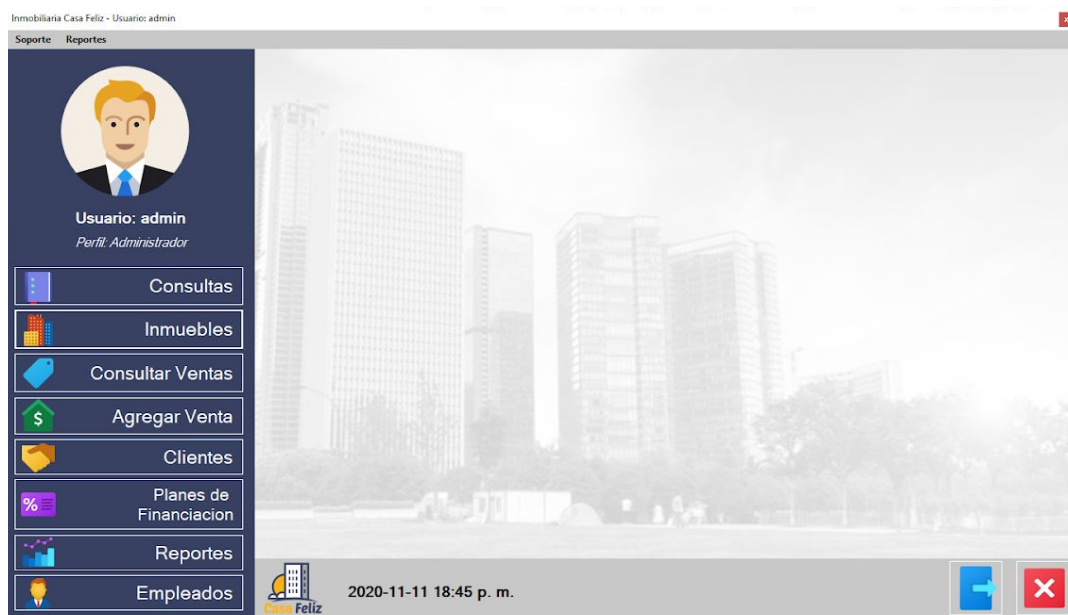 Inmobiliaria Casa Feliz - Usuario: admin
Soporte Reportes
Usuario: admin
Perfil: Administrador
Consultas
Inmuebles
Consultar Ventas
$
Agregar Venta
Clientes
%
Planes de
Financiacion
Reportes
Empleados
Casa Feliz
2020-11-11 18:45 p. m.